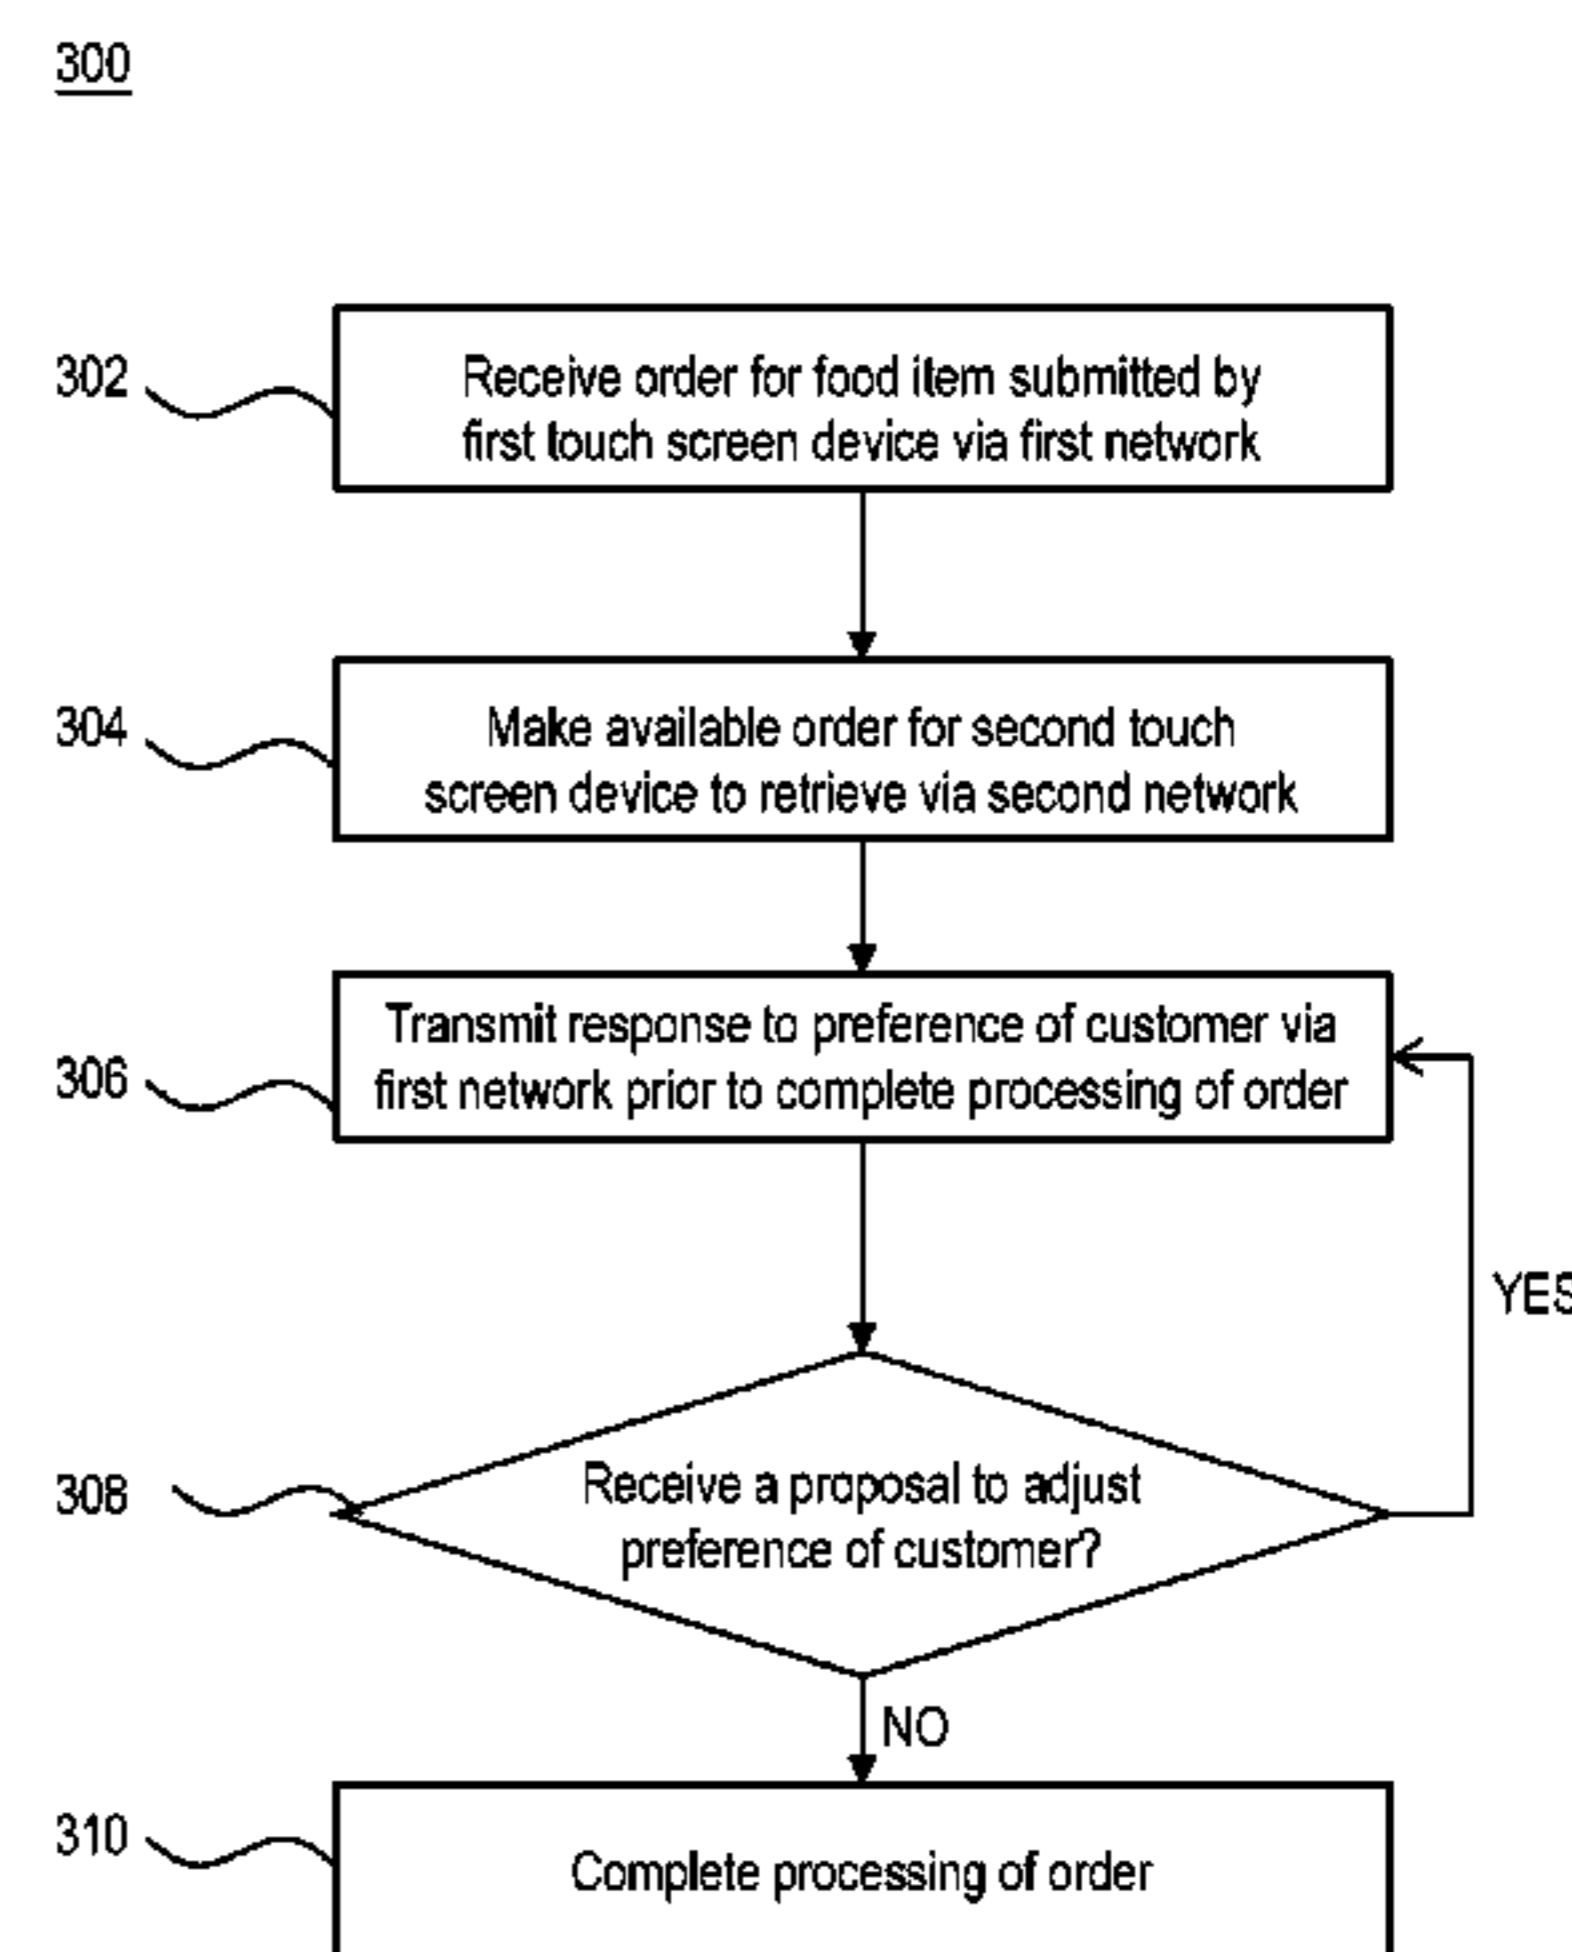 300
302
Receive order for food item submitted by
first touch screen device via first network
304
Make available order for second touch
screen device to retrieve via second network
306
Transmit response to preference of customer via
first network prior to complete processing of order
YES
308
Receive a proposal to adjust
preference of customer?
NO
310
Complete processing of order